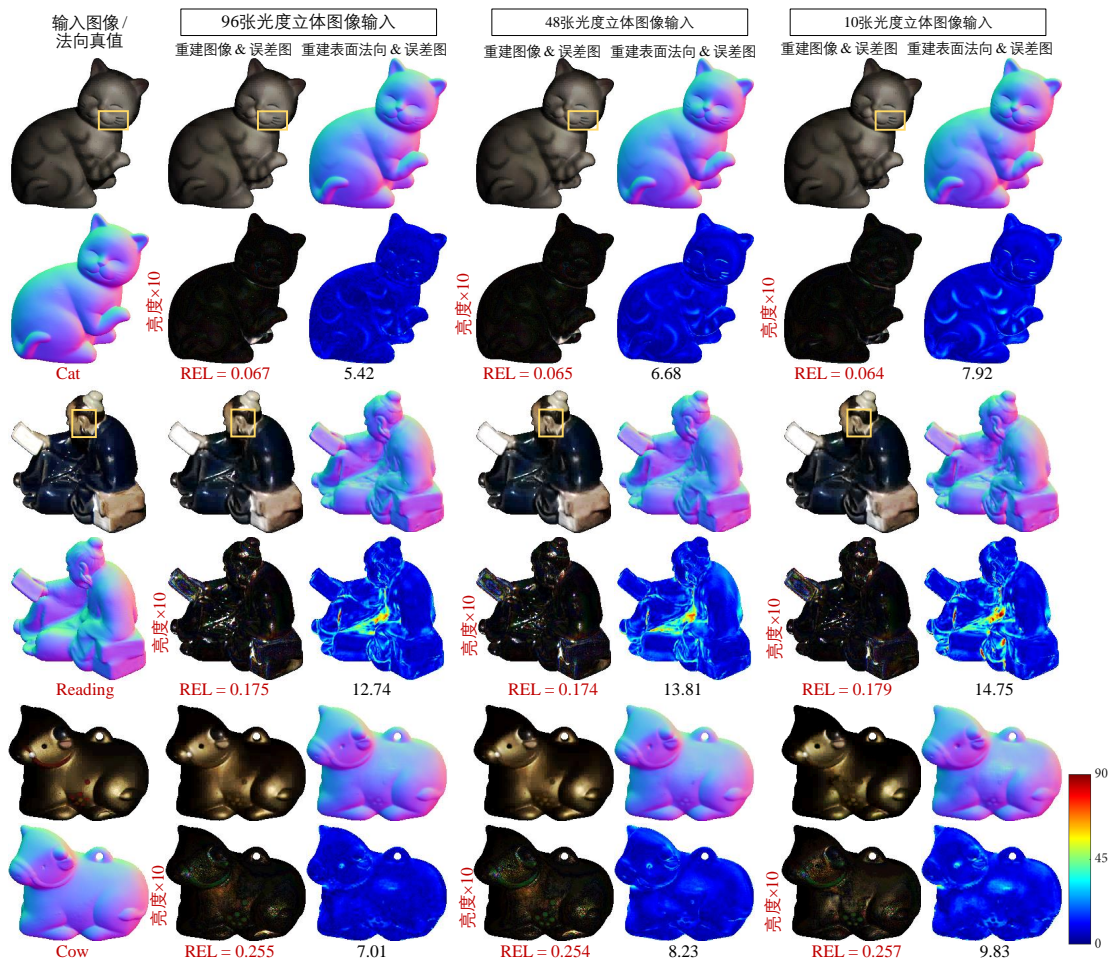 输入图像 /
法向真值
96张光度立体图像输入
48张光度立体图像输入
10张光度立体图像输入
重建图像 & 误差图 重建表面法向 & 误差图
重建图像 & 误差图 重建表面法向 & 误差图
重建图像 & 误差图 重建表面法向 & 误差图
亮度×10
亮度×10
亮度×10
Cat
REL = 0.067
5.42
REL = 0.065
6.68
REL = 0.064
7.92
亮度×10
亮度×10
亮度×10
Reading
REL = 0.175
12.74
REL = 0.174
13.81
REL = 0.179
14.75
90
45
0
亮度×10
亮度×10
亮度×10
Cow
REL = 0.255
7.01
REL = 0.254
8.23
REL = 0.257
9.83